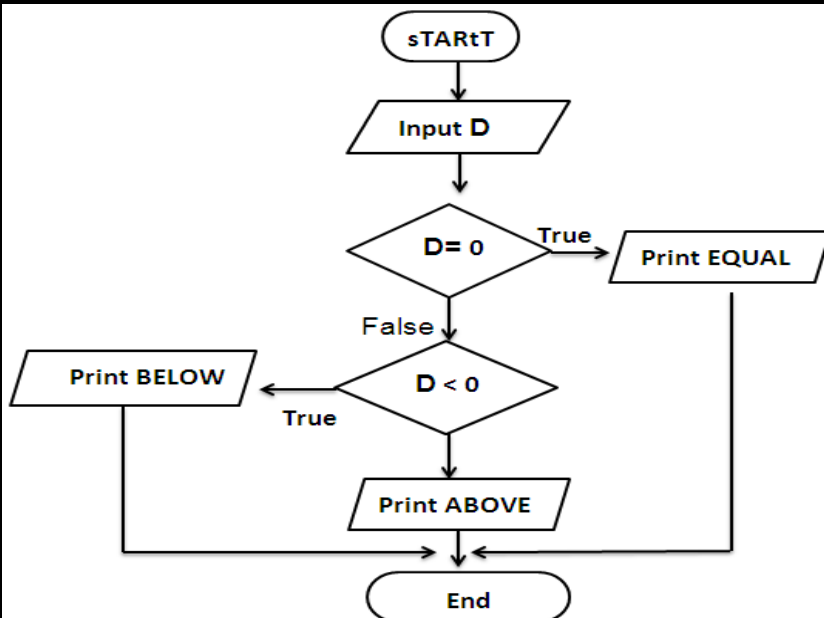 sTARtT
Input D
D= 0
True
Print EQUAL
False
D < 0
Print BELOW
True
Print ABOVE
End